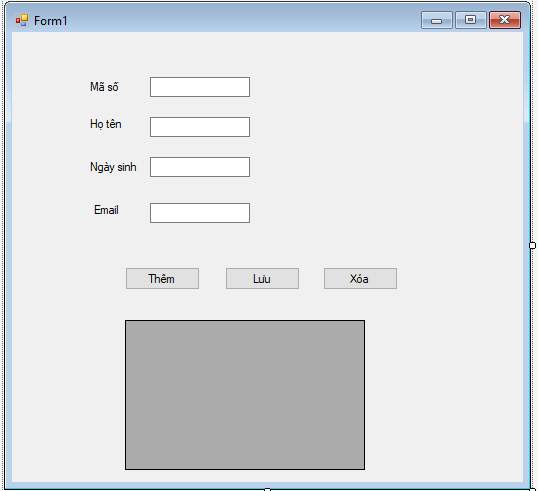 Form1
Mã số
Họ tên
Ngày sinh
Email
Thêm Lưu Xóa